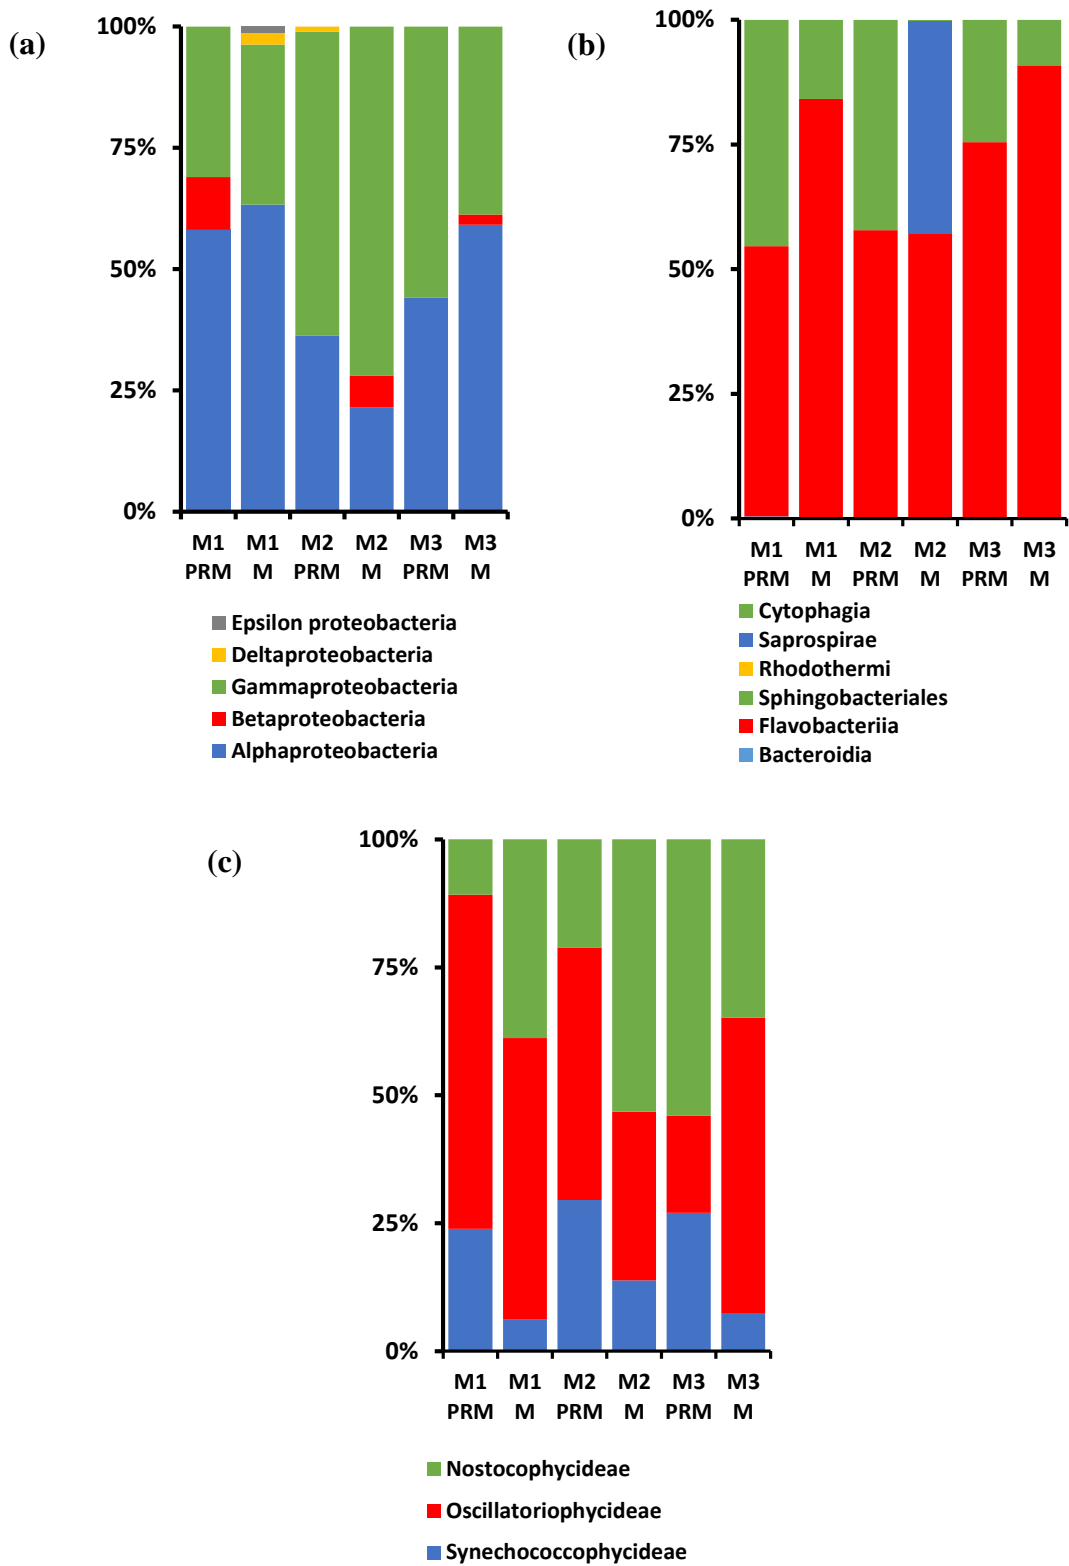 (a)
100%
75%
50%
25%
0%
M1 M1 M2 M2 M3 M3
PRM M PRM M PRM M
Epsilon proteobacteria
Deltaproteobacteria
Gammaproteobacteria
Betaproteobacteria
Alphaproteobacteria
(b)
100%
75%
50%
25%
0%
M1 M1 M2 M2 M3 M3
PRM M PRM M PRM M
Cytophagia
Saprospirae
Rhodothermi
Sphingobacteriales
Flavobacteriia
Bacteroidia
(c)
100%
75%
50%
25%
0%
M1 M1 M2 M2 M3 M3
PRM M PRM M PRM M
Nostocophycideae
Oscillatoriophycideae
Synechococcophycideae